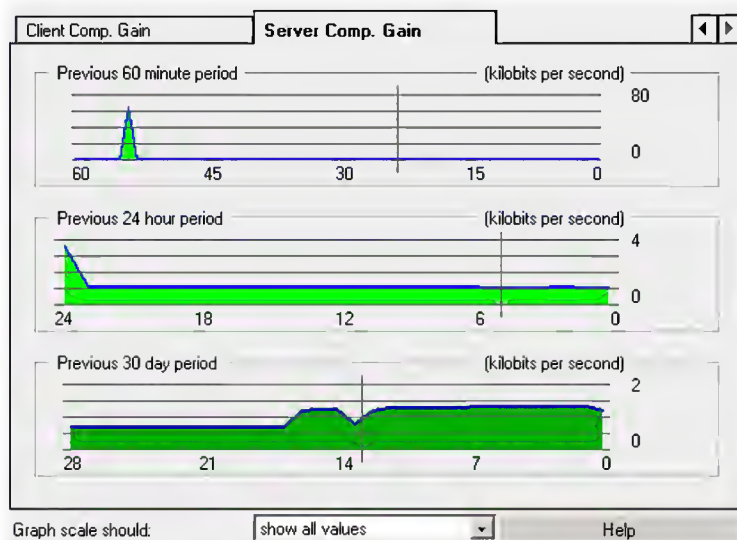 Client Comp. Gain Server Comp. Gain
Previous 60 minute period (kilobits per second)
80
0
60 45 30 15 0
Previous 24 hour period (kilobits per second)
4
0
24 18 12 6 0
Previous 30 day period (kilobits per second)
2
0
28 21 14 7 0
Graph scale should: show all values Help